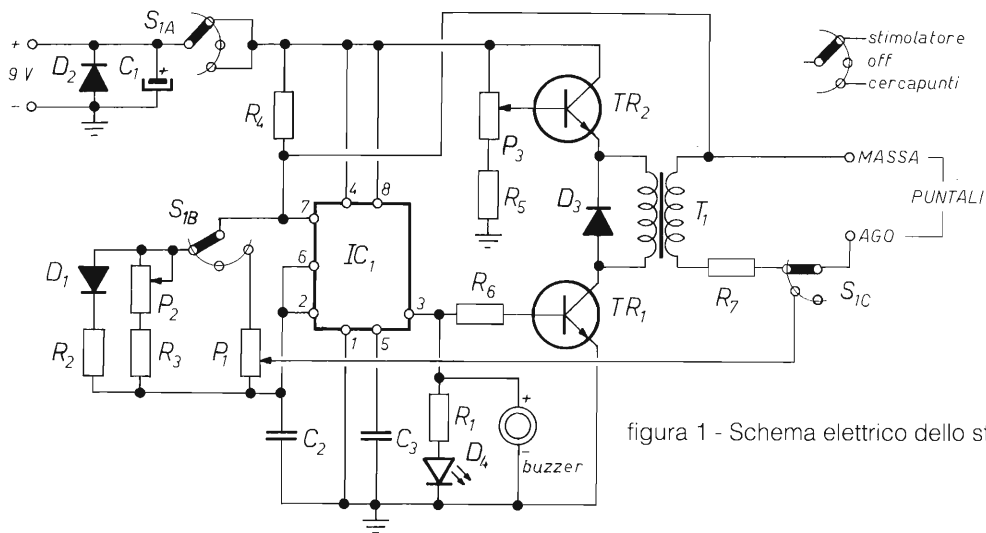 S1A
+
9 V
-
D2
C1
+
R4
P3
R5
TR2
D3
T1
stimolatore
off
cercapunti
MASSA
PUNTALI
AGO
S1B
7
4
8
6
IC1
2
3
1
5
D1
P2
R2
R3
P1
R6
TR1
R7
S1C
C2
C3
R1
D4
+
-
buzzer
figura 1 - Schema elettrico dello st